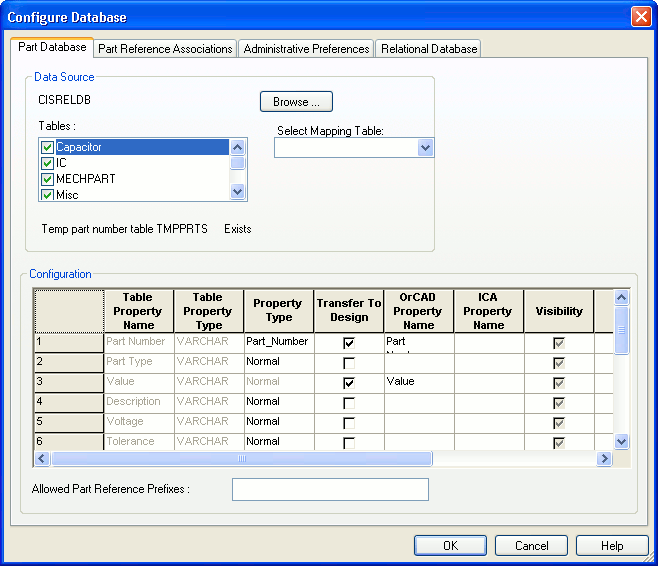 Configure Database
Part Database Part Reference Associations Administrative Preferences Relational Database
Data Source
CISRELDB
Browse ...
Tables :
Select Mapping Table:
Capacitor
IC
MECHPART
Misc
Temp part number table TMPPRTS Exists
Configuration
Table Property Name Table Property Type Property Type Transfer To Design OrCAD Property Name ICA Property Name Visibility
1 Part Number VARCHAR Part_Number Part
2 Part Type VARCHAR Normal
3 Value VARCHAR Normal Value
4 Description VARCHAR Normal
5 Voltage VARCHAR Normal
6 Tolerance VARCHAR Normal
Allowed Part Reference Prefixes :
OK Cancel Help